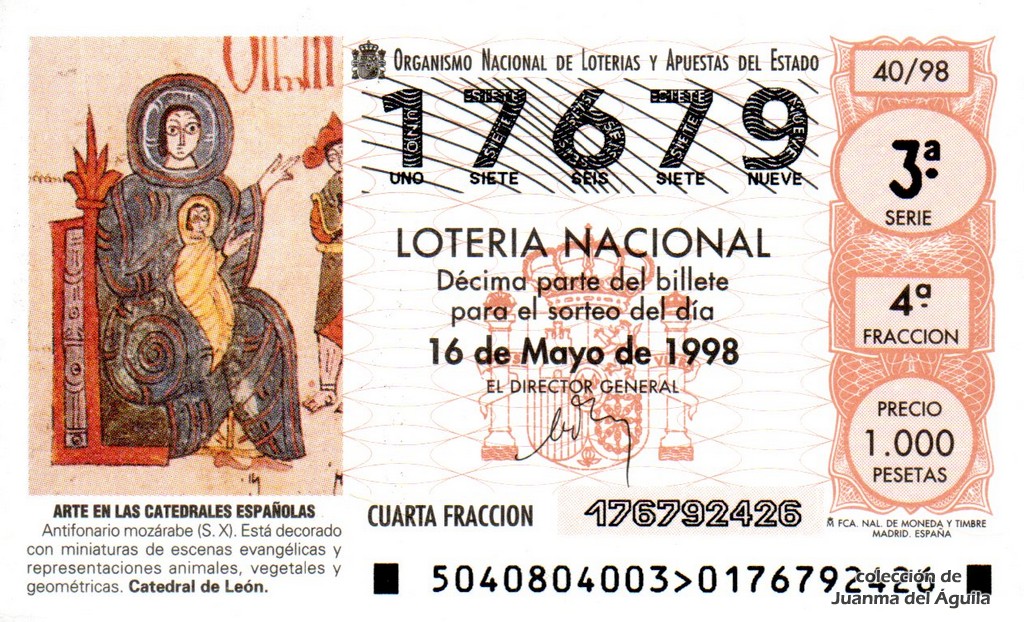 ORGANISMO NACIONAL DE LOTERIAS Y APUESTAS DEL ESTADO
17679
UNO SIETE SEIS SIETE NUEVE
LOTERIA NACIONAL
Décima parte del billete
para el sorteo del día
16 de Mayo de 1998
EL DIRECTOR GENERAL
40/98
3ª
SERIE
4ª
FRACCION
PRECIO
1.000
PESETAS
ARTE EN LAS CATEDRALES ESPAÑOLAS
Antifonario mozárabe (S. X). Está decorado
con miniaturas de escenas evangélicas y
representaciones animales, vegetales y
geométricas. Catedral de León.
CUARTA FRACCION 176792426
FCA. NAL. DE MONEDA Y TIMBRE
MADRID. ESPAÑA
5040804003>0176792426
colección de
Juanma del Águila